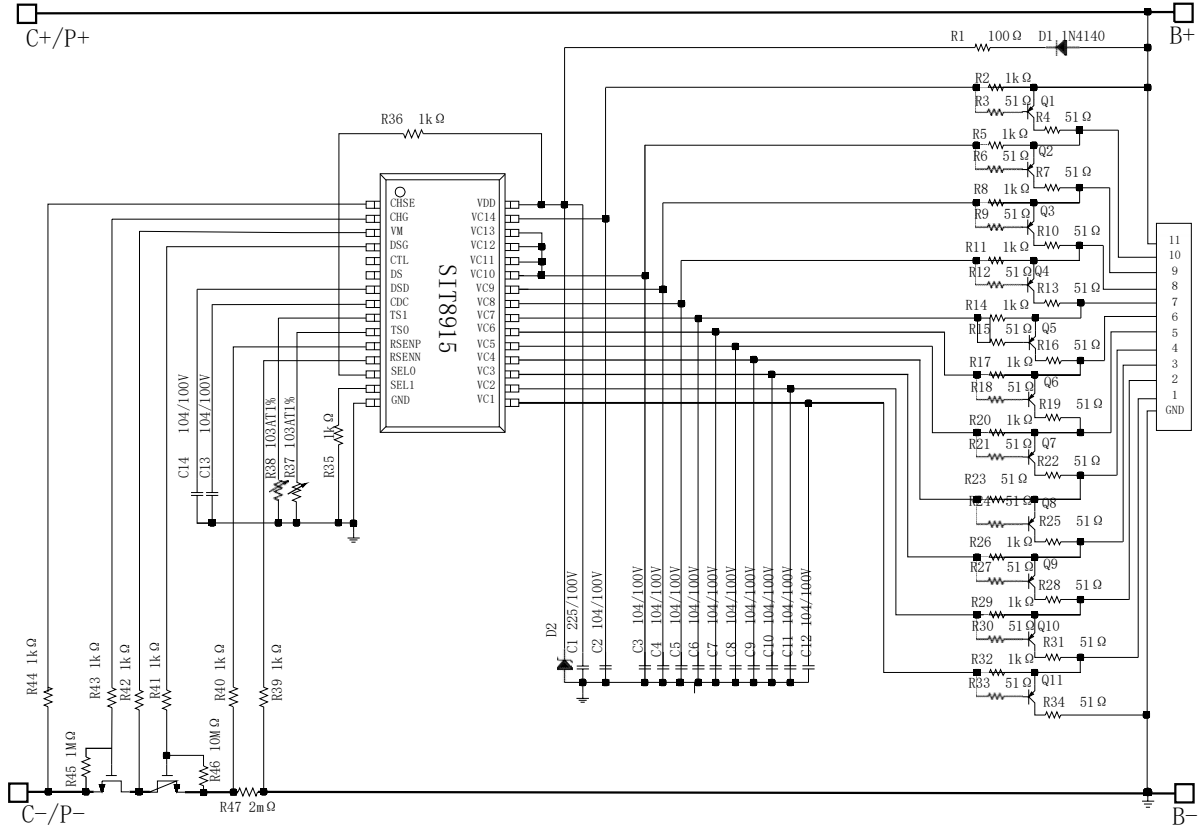 C+/P+
B+
R1 100Ω D1 1N4140
R2 1kΩ
R3 51Ω Q1
R4 51Ω
R5 1kΩ
R6 51Ω Q2
R7 51Ω
R8 1kΩ
R9 51Ω Q3
R10 51Ω
R11 1kΩ
R12 51Ω Q4
R13 51Ω
R14 1kΩ
R15 51Ω Q5
R16 51Ω
R17 1kΩ
R18 51Ω Q6
R19 51Ω
R20 1kΩ
R21 51Ω Q7
R22 51Ω
R23 51Ω
R24 51Ω Q8
R25 51Ω
R26 1kΩ
R27 51Ω Q9
R28 51Ω
R29 1kΩ
R30 51Ω Q10
R31 51Ω
R32 1kΩ
R33 51Ω Q11
R34 51Ω
11
10
9
8
7
6
5
4
3
2
1
GND
R36 1kΩ
SIT8915
CHSE VDD
CHG VC14
VM VC13
DSG VC12
CTL VC11
DS VC10
DSD VC9
CDC VC8
TS1 VC7
TS0 VC6
RSENP VC5
RSENN VC4
SEL0 VC3
SEL1 VC2
GND VC1
C14 104/100V
C13 104/100V
R38 103AT1%
R37 103AT1%
R35 1kΩ
D2
C1 225/100V
C2 104/100V
C3 104/100V
C4 104/100V
C5 104/100V
C6 104/100V
C7 104/100V
C8 104/100V
C9 104/100V
C10 104/100V
C11 104/100V
C12 104/100V
R44 1kΩ
R43 1kΩ
R42 1kΩ
R41 1kΩ
R40 1kΩ
R39 1kΩ
R45 1MΩ
R46 10MΩ
R47 2mΩ
C-/P-
B-